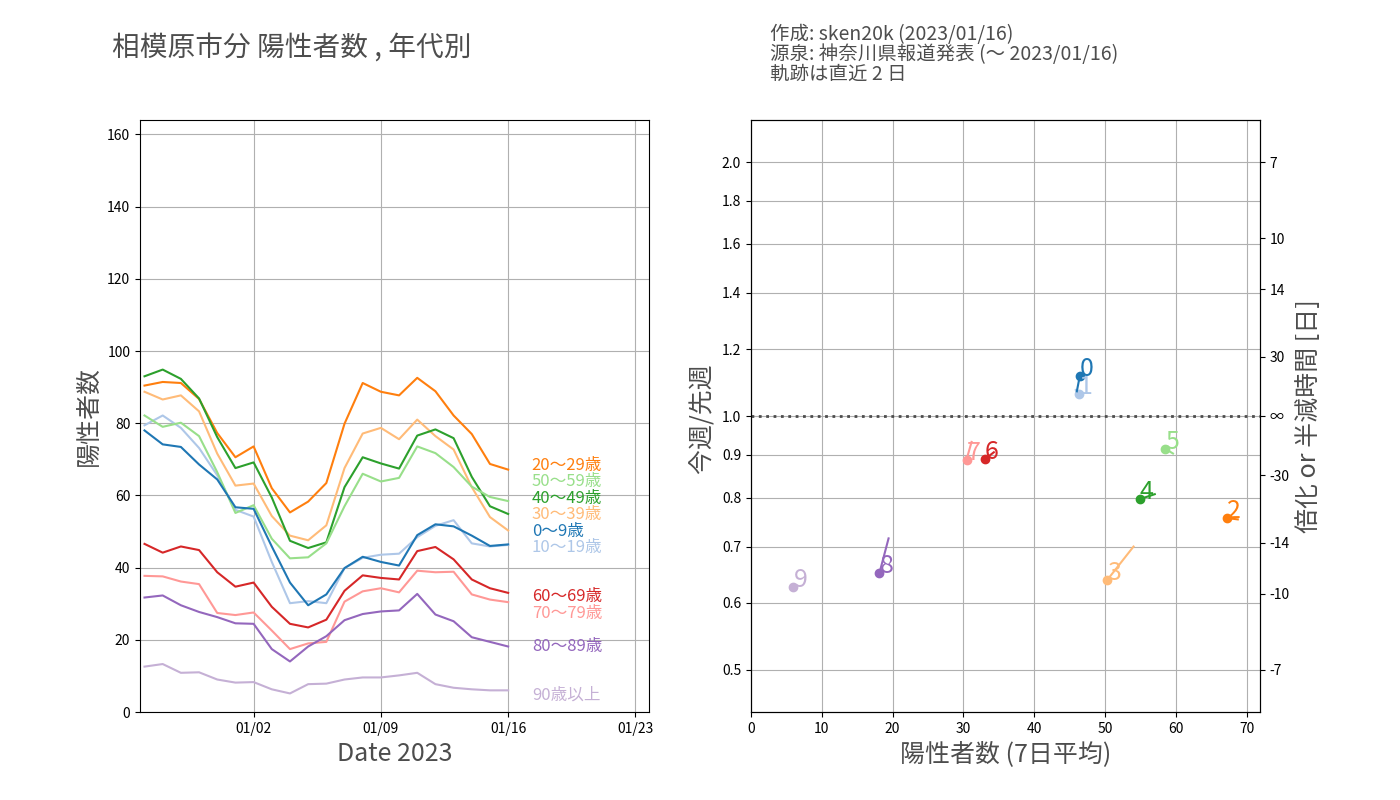 相模原市分 陽性者数 , 年代別
作成: sken20k (2023/01/16)
源泉: 神奈川県報道発表 (〜 2023/01/16)
軌跡は直近 2 日
陽性者数
160
140
120
100
80
60
40
20
0
20〜29歳
50〜59歳
40〜49歳
30〜39歳
0〜9歳
10〜19歳
60〜69歳
70〜79歳
80〜89歳
90歳以上
01/02 01/09 01/16 01/23
Date 2023
今週/先週
2.0
1.8
1.6
1.4
1.2
1.0
0.9
0.8
0.7
0.6
0.5
0
1
5
7
6
4
2
3
8
9
0 10 20 30 40 50 60 70
陽性者数 (7日平均)
7
10
14
30
∞
-30
-14
-10
-7
倍化 or 半減時間 [日]